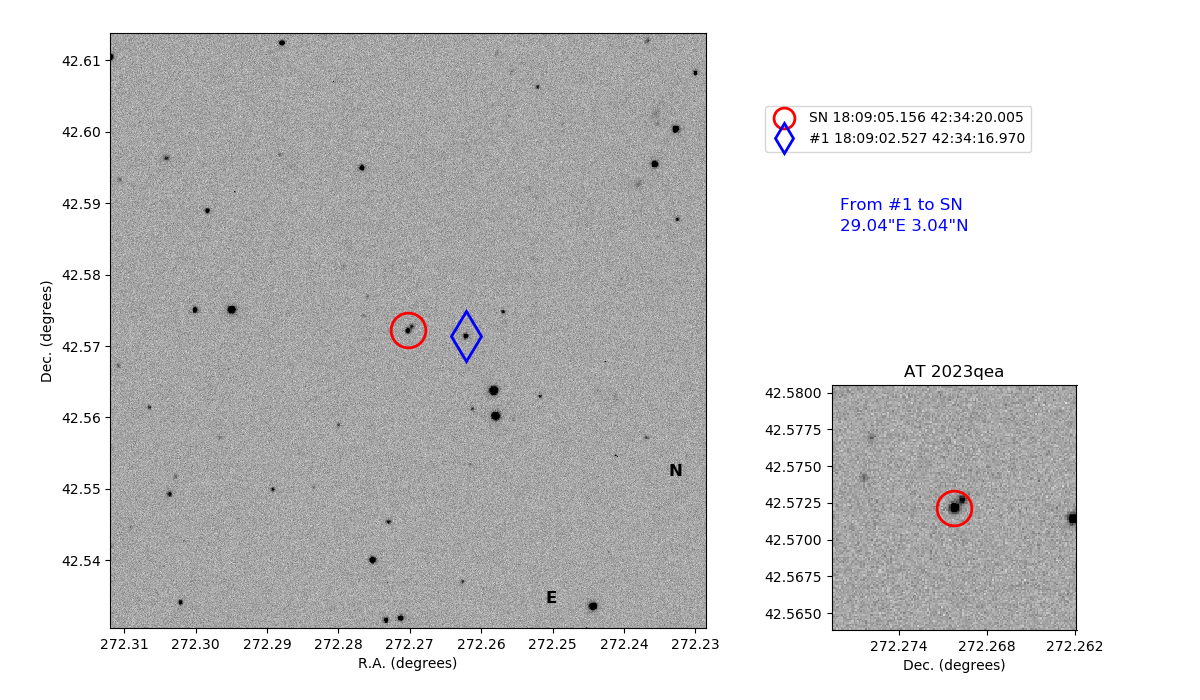 42.61
42.60
42.59
42.58
42.57
42.56
42.55
42.54
Dec. (degrees)
272.31 272.30 272.29 272.28 272.27 272.26 272.25 272.24 272.23
R.A. (degrees)
N
E
SN 18:09:05.156 42:34:20.005
#1 18:09:02.527 42:34:16.970
From #1 to SN
29.04"E 3.04"N
AT 2023qea
42.5800
42.5775
42.5750
42.5725
42.5700
42.5675
42.5650
272.274 272.268 272.262
Dec. (degrees)